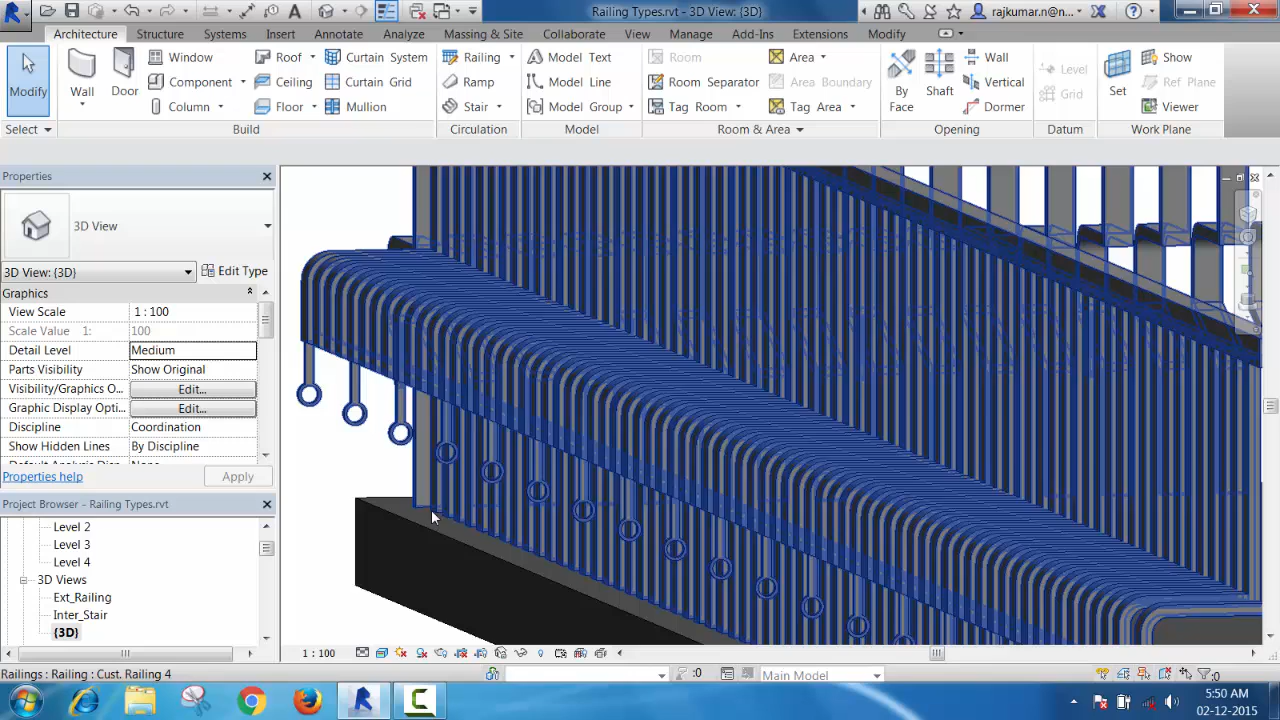 Railing Types.rvt - 3D View: {3D}
rajkumar.n@n...
Architecture Structure Systems Insert Annotate Analyze Massing & Site Collaborate View Manage Add-Ins Extensions Modify
Modify
Wall
Door
Window
Component
Column
Roof
Ceiling
Floor
Curtain System
Curtain Grid
Mullion
Railing
Ramp
Stair
Model Text
Model Line
Model Group
Room
Room Separator
Tag Room
Area
Area Boundary
Tag Area
By Face
Shaft
Wall
Vertical
Dormer
Level
Grid
Set
Show
Ref Plane
Viewer
Select Build Circulation Model Room & Area Opening Datum Work Plane
Properties
3D View
3D View: {3D} Edit Type
Graphics
View Scale 1 : 100
Scale Value 1: 100
Detail Level Medium
Parts Visibility Show Original
Visibility/Graphics O... Edit...
Graphic Display Opti... Edit...
Discipline Coordination
Show Hidden Lines By Discipline
Properties help Apply
Project Browser - Railing Types.rvt
Level 2
Level 3
Level 4
3D Views
Ext_Railing
Inter_Stair
{3D}
1 : 100
Railings : Railing : Cust. Railing 4
:0
Main Model
:0
5:50 AM
02-12-2015